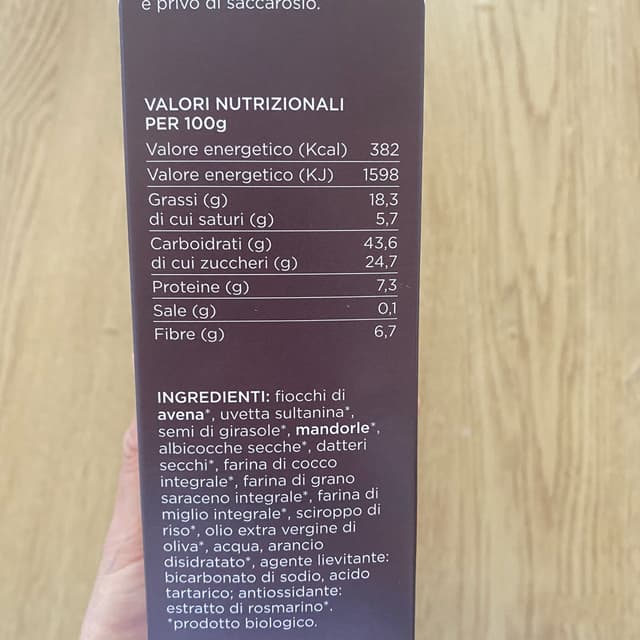 e privo di saccarosio.
VALORI NUTRIZIONALI
PER 100g
Valore energetico (Kcal) 382
Valore energetico (KJ) 1598
Grassi (g) 18,3
di cui saturi (g) 5,7
Carboidrati (g) 43,6
di cui zuccheri (g) 24,7
Proteine (g) 7,3
Sale (g) 0,1
Fibre (g) 6,7
INGREDIENTI: fiocchi di
avena*, uvetta sultanina*,
semi di girasole*, mandorle*,
albicocche secche*, datteri
secchi*, farina di cocco
integrale*, farina di grano
saraceno integrale*, farina di
miglio integrale*, sciroppo di
riso*, olio extra vergine di
oliva*, acqua, arancio
disidratato*, agente lievitante:
bicarbonato di sodio, acido
tartarico; antiossidante:
estratto di rosmarino*.
*prodotto biologico.